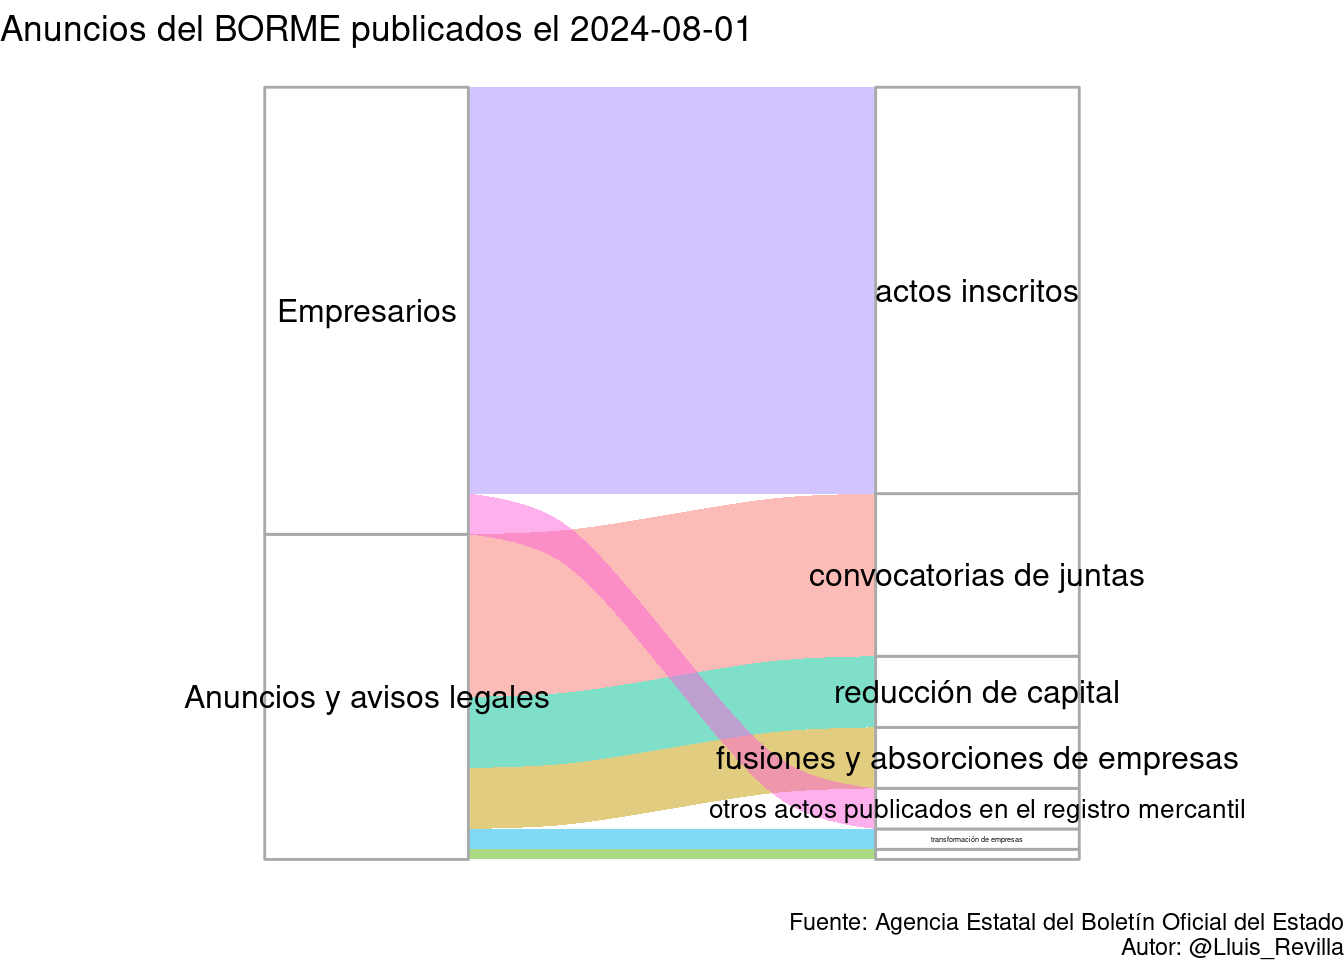 Anuncios del BORME publicados el 2024-08-01
Empresarios
actos inscritos
convocatorias de juntas
Anuncios y avisos legales
reducción de capital
fusiones y absorciones de empresas
otros actos publicados en el registro mercantil
transformación de empresas
Fuente: Agencia Estatal del Boletín Oficial del Estado
Autor: @Lluis_Revilla